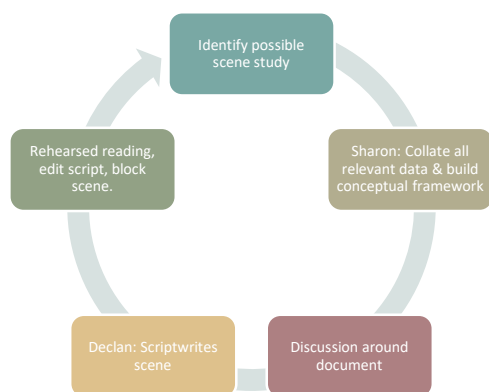 Identify possible
scene study
Sharon: Collate all
relevant data & build
conceptual framework
Discussion around
document
Declan: Scriptwrites
scene
Rehearsed reading,
edit script, block
scene.